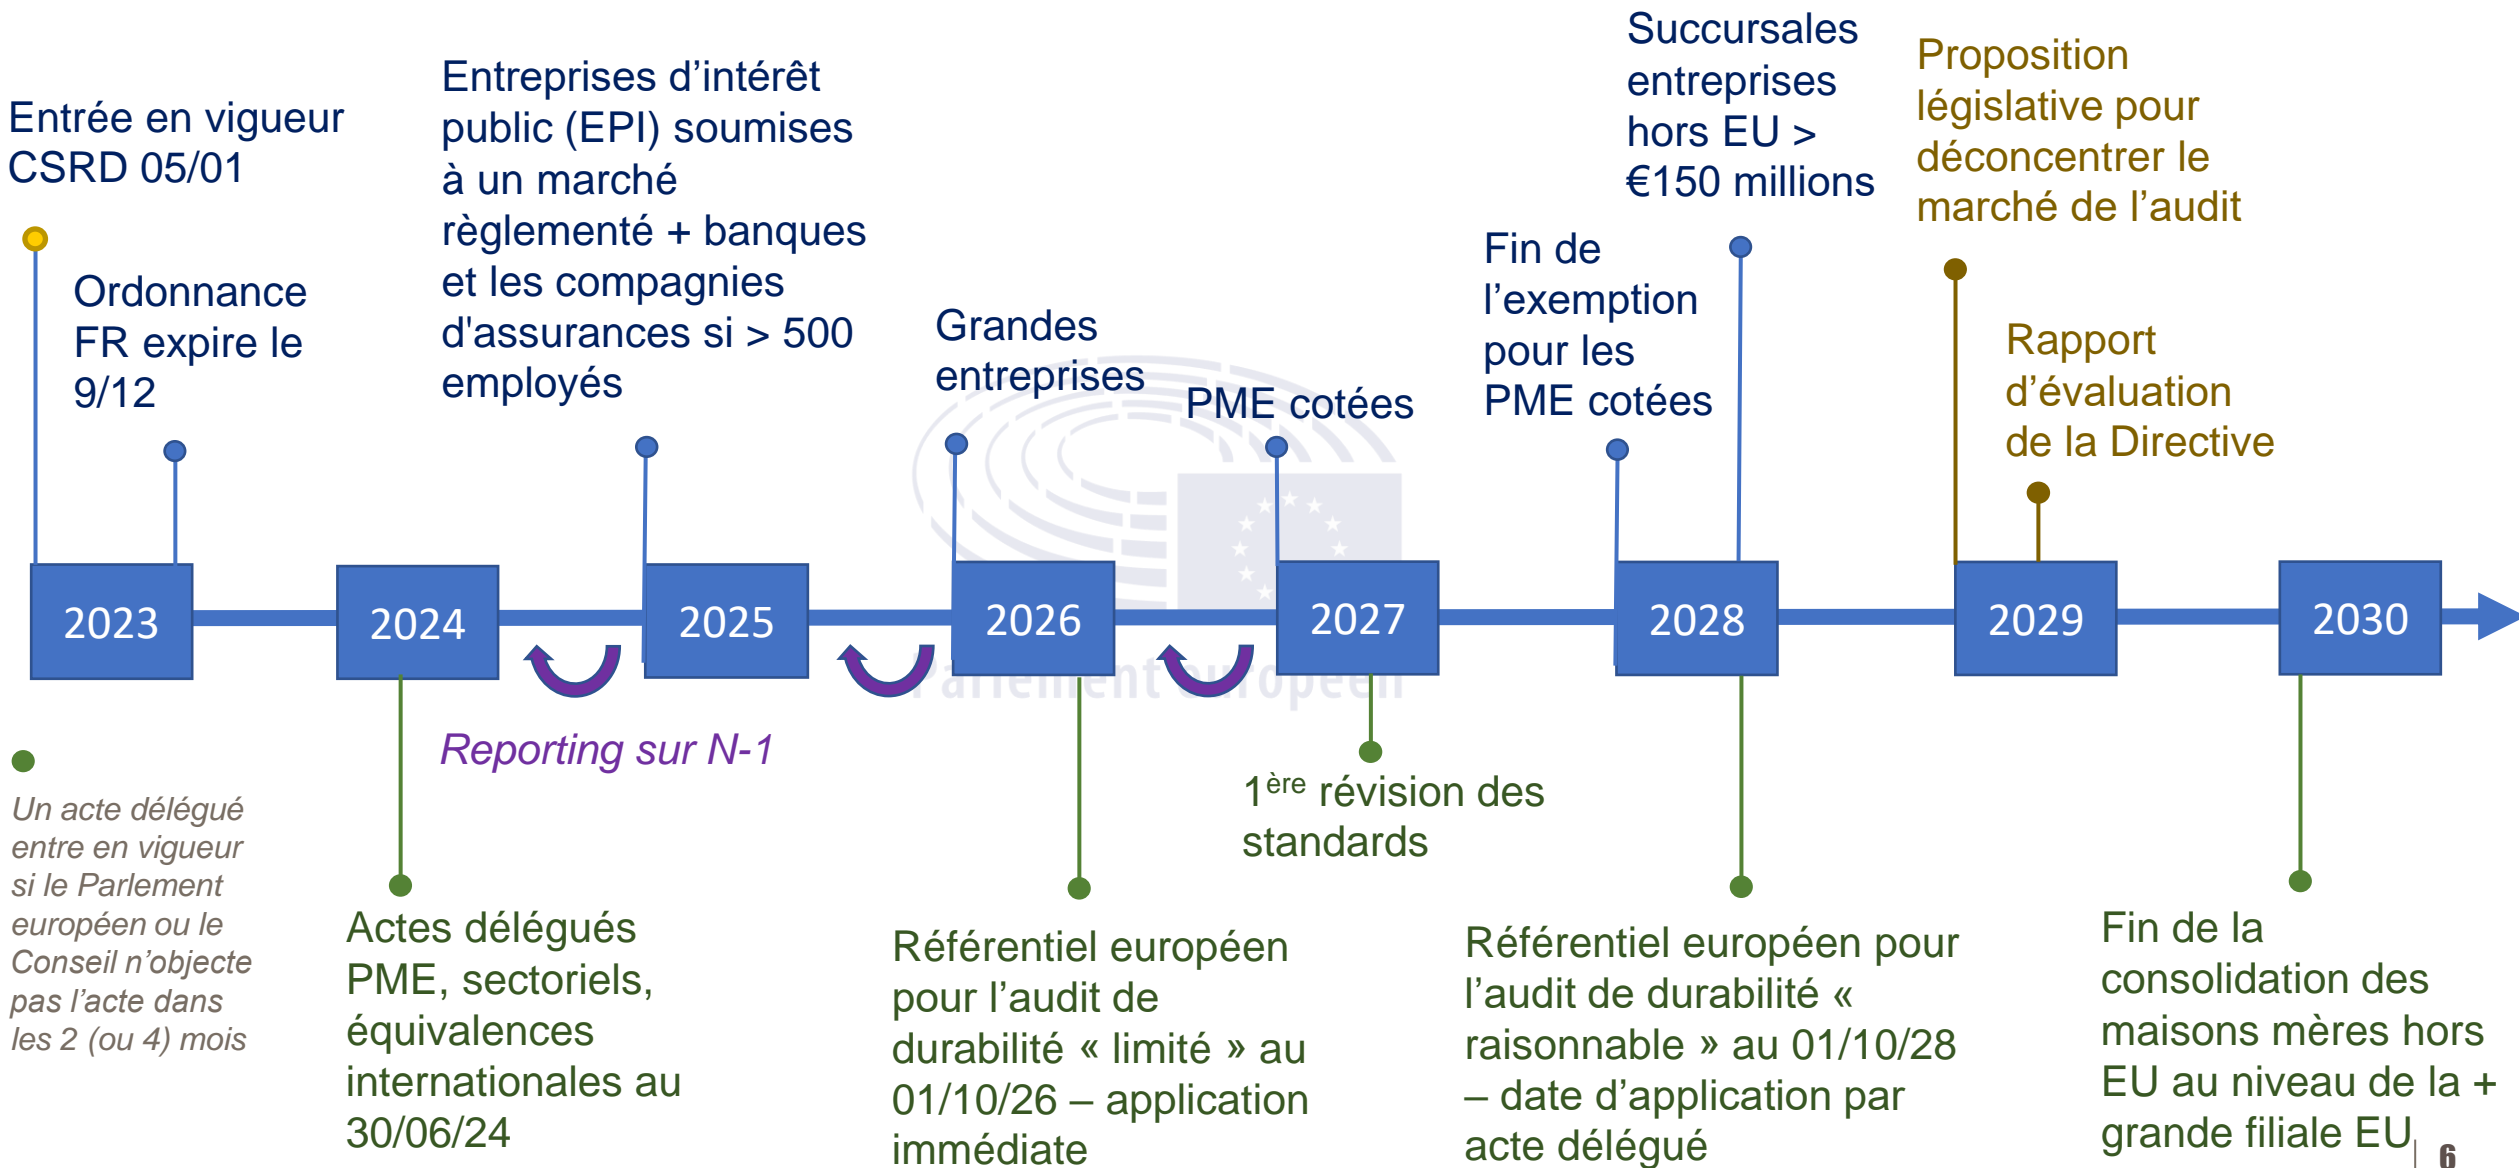 Entrée en vigueur
CSRD 05/01
Ordonnance
FR expire le
9/12
Entreprises d’intérêt
public (EPI) soumises
à un marché
règlementé + banques
et les compagnies
d'assurances si > 500
employés
Grandes
entreprises
PME cotées
Fin de
l’exemption
pour les
PME cotées
Succursales
entreprises
hors EU >
€150 millions
Proposition
législative pour
déconcentrer le
marché de l’audit
Rapport
d’évaluation
de la Directive
2023
2024
2025
2026
2027
2028
2029
2030
Parlement européen
Reporting sur N-1
Un acte délégué
entre en vigueur
si le Parlement
européen ou le
Conseil n’objecte
pas l’acte dans
les 2 (ou 4) mois
Actes délégués
PME, sectoriels,
équivalences
internationales au
30/06/24
Référentiel européen
pour l’audit de
durabilité « limité » au
01/10/26 – application
immédiate
1ère révision des
standards
Référentiel européen pour
l’audit de durabilité «
raisonnable » au 01/10/28
– date d’application par
acte délégué
Fin de la
consolidation des
maisons mères hors
EU au niveau de la +
grande filiale EU
6